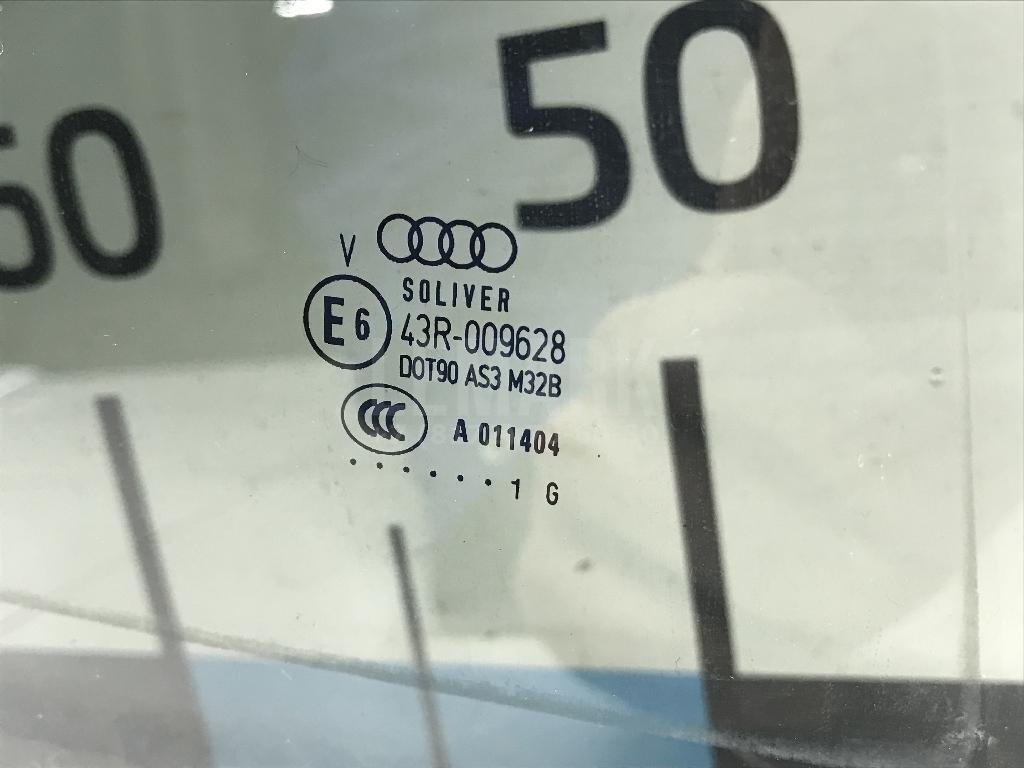 50
60
V
SOLIVER
E6 43R-009628
DOT90 AS3 M32B
CCC A 011404
. . . . . . 1 G